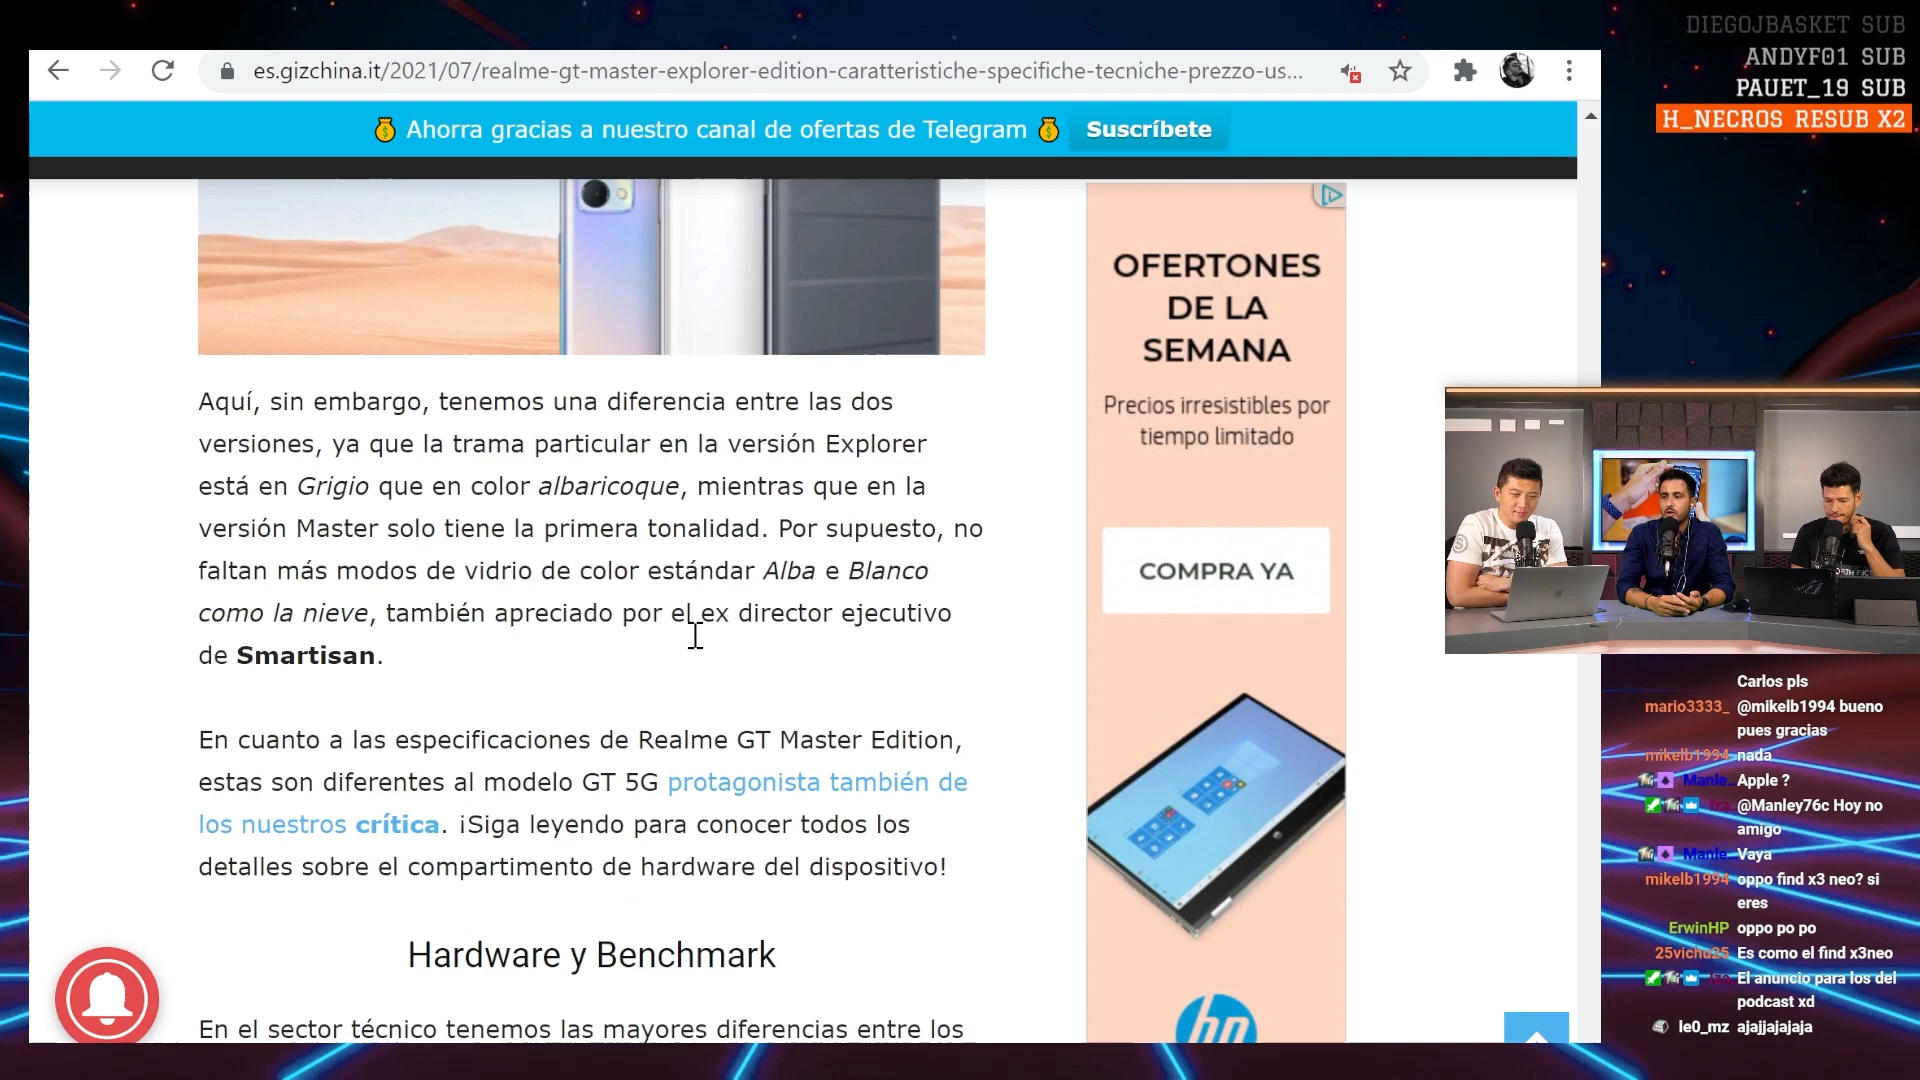 DIEGOJBASKET SUB
ANDYF01 SUB
PAUET_19 SUB
H_NECROS RESUB X2
es.gizchina.it/2021/07/realme-gt-master-explorer-edition-caratteristiche-specifiche-tecniche-prezzo-us...
Ahorra gracias a nuestro canal de ofertas de Telegram
Suscríbete
Aquí, sin embargo, tenemos una diferencia entre las dos
versiones, ya que la trama particular en la versión Explorer
está en Grigio que en color albaricoque, mientras que en la
versión Master solo tiene la primera tonalidad. Por supuesto, no
faltan más modos de vidrio de color estándar Alba e Blanco
como la nieve, también apreciado por el ex director ejecutivo
de Smartisan.
En cuanto a las especificaciones de Realme GT Master Edition,
estas son diferentes al modelo GT 5G protagonista también de
los nuestros crítica. ¡Siga leyendo para conocer todos los
detalles sobre el compartimento de hardware del dispositivo!
Hardware y Benchmark
En el sector técnico tenemos las mayores diferencias entre los
OFERTONES
DE LA
SEMANA
Precios irresistibles por
tiempo limitado
COMPRA YA
hp
Carlos pls
mario3333_ @mikelb1994 bueno
pues gracias
mikelb1994 nada
Manle... Apple ?
@Manley76c Hoy no
amigo
Manle... Vaya
mikelb1994 oppo find x3 neo? si
eres
ErwinHP oppo po po
25vichu25 Es como el find x3neo
El anuncio para los del
podcast xd
le0_mz ajajjajajaja